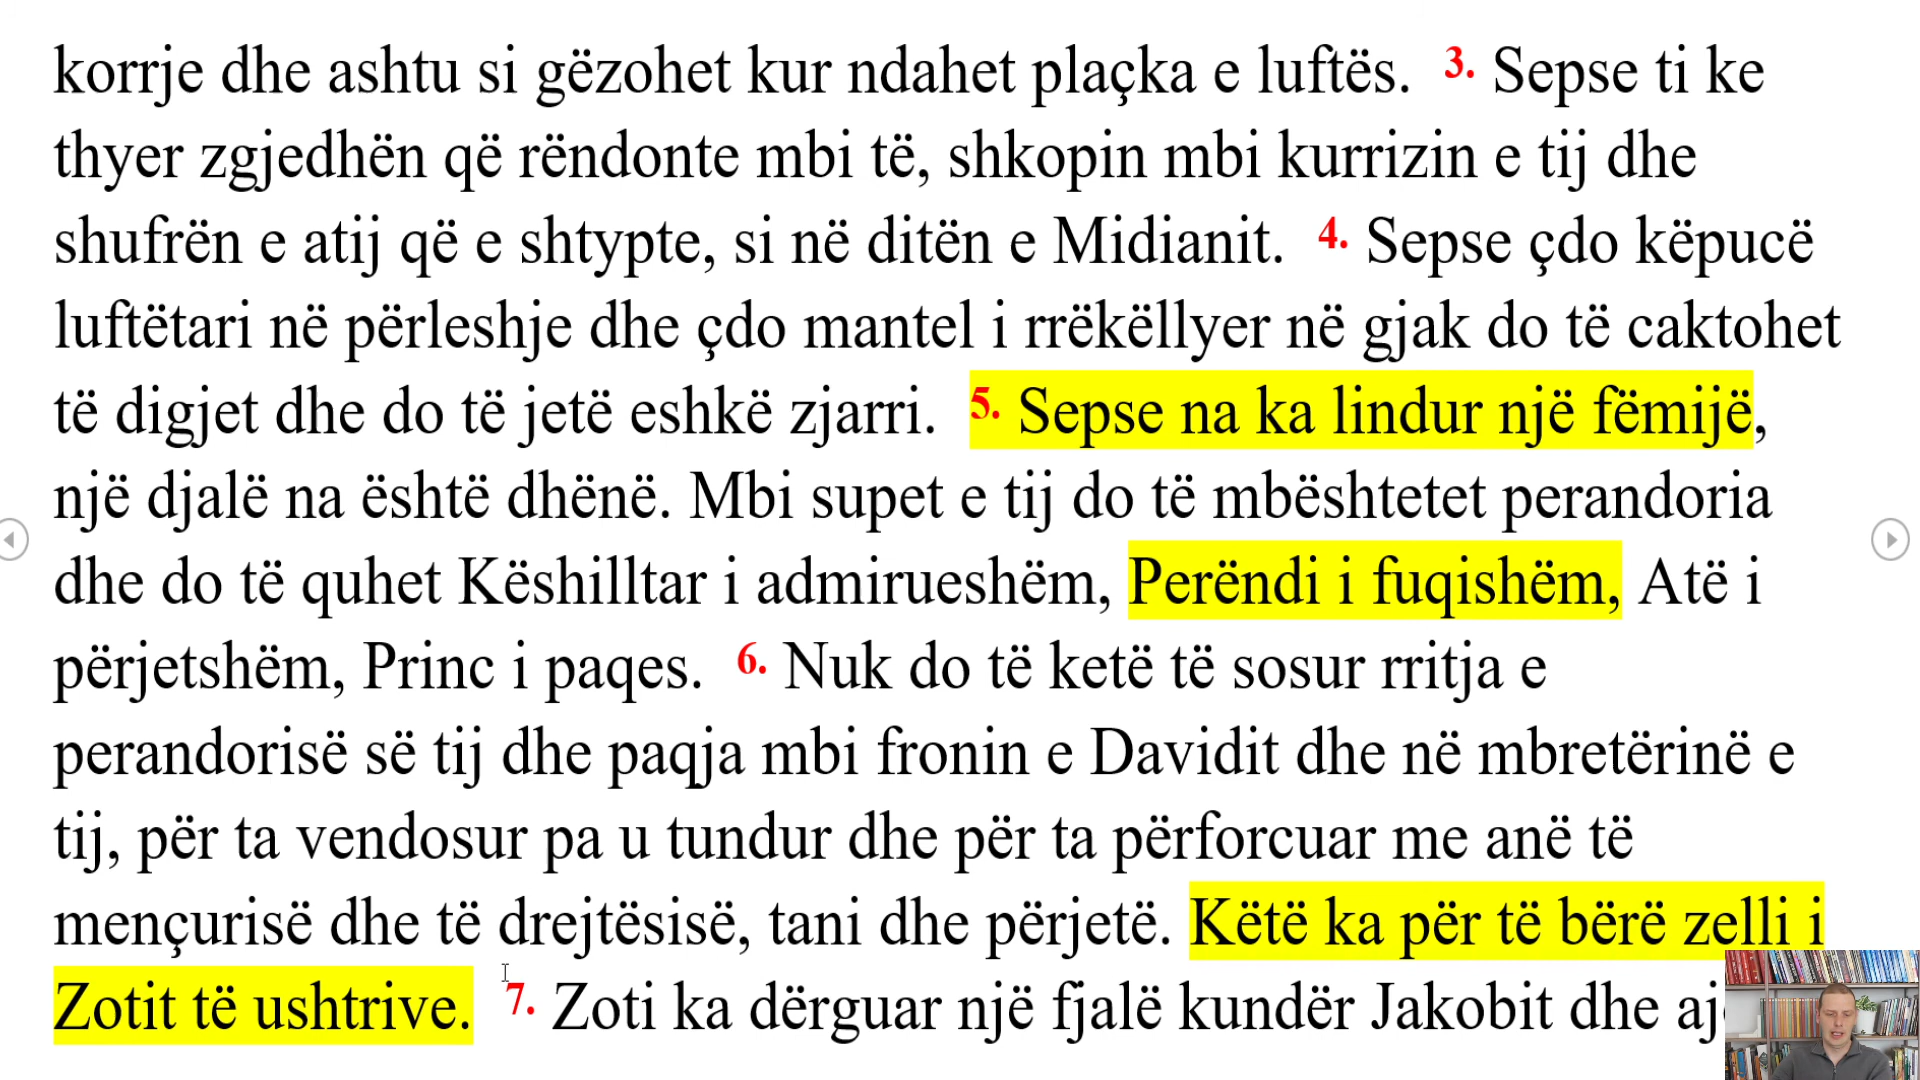 korrje dhe ashtu si gëzohet kur ndahet plaçka e luftës. 3. Sepse ti ke
thyer zgjedhën që rëndonte mbi të, shkopin mbi kurrizin e tij dhe
shufrën e atij që e shtypte, si në ditën e Midianit. 4. Sepse çdo këpucë
luftëtari në përleshje dhe çdo mantel i rrëkëllyer në gjak do të caktohet
të digjet dhe do të jetë eshkë zjarri. 5. Sepse na ka lindur një fëmijë,
një djalë na është dhënë. Mbi supet e tij do të mbështetet perandoria
dhe do të quhet Këshilltar i admirueshëm, Perëndi i fuqishëm, Atë i
përjetshëm, Princ i paqes. 6. Nuk do të ketë të sosur rritja e
perandorisë së tij dhe paqja mbi fronin e Davidit dhe në mbretërinë e
tij, për ta vendosur pa u tundur dhe për ta përforcuar me anë të
mençurisë dhe të drejtësisë, tani dhe përjetë. Këtë ka për të bërë zelli i
Zotit të ushtrive. 7. Zoti ka dërguar një fjalë kundër Jakobit dhe